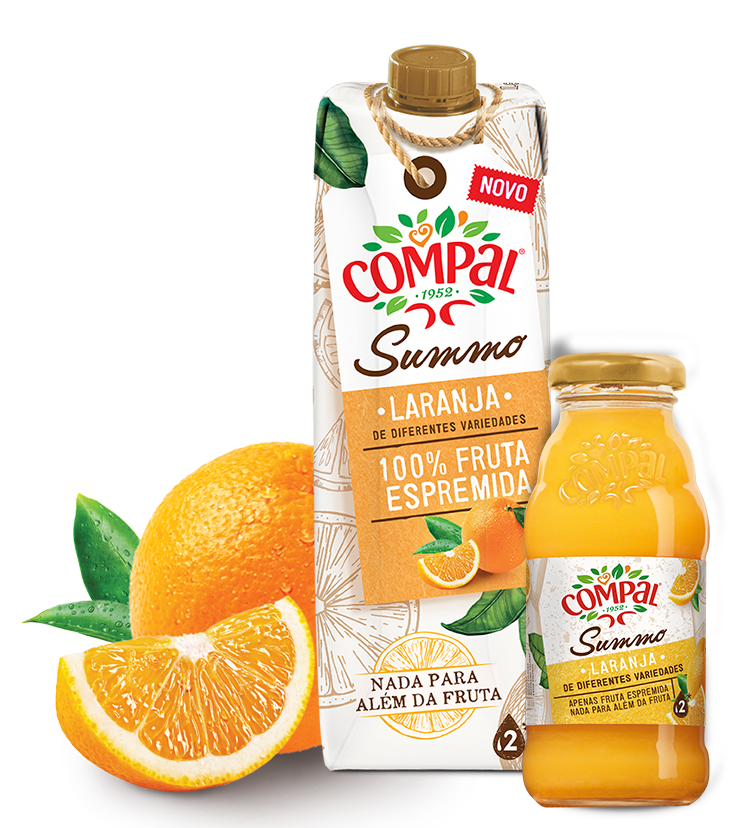 NOVO
COMPAL®
·1952·
Summo
·LARANJA·
DE DIFERENTES VARIEDADES
100% FRUTA
ESPREMIDA
NADA PARA
ALÉM DA FRUTA
2
COMPAL
COMPAL
·1952·
Summo
·LARANJA·
DE DIFERENTES VARIEDADES
APENAS FRUTA ESPREMIDA
NADA PARA ALÉM DA FRUTA
2